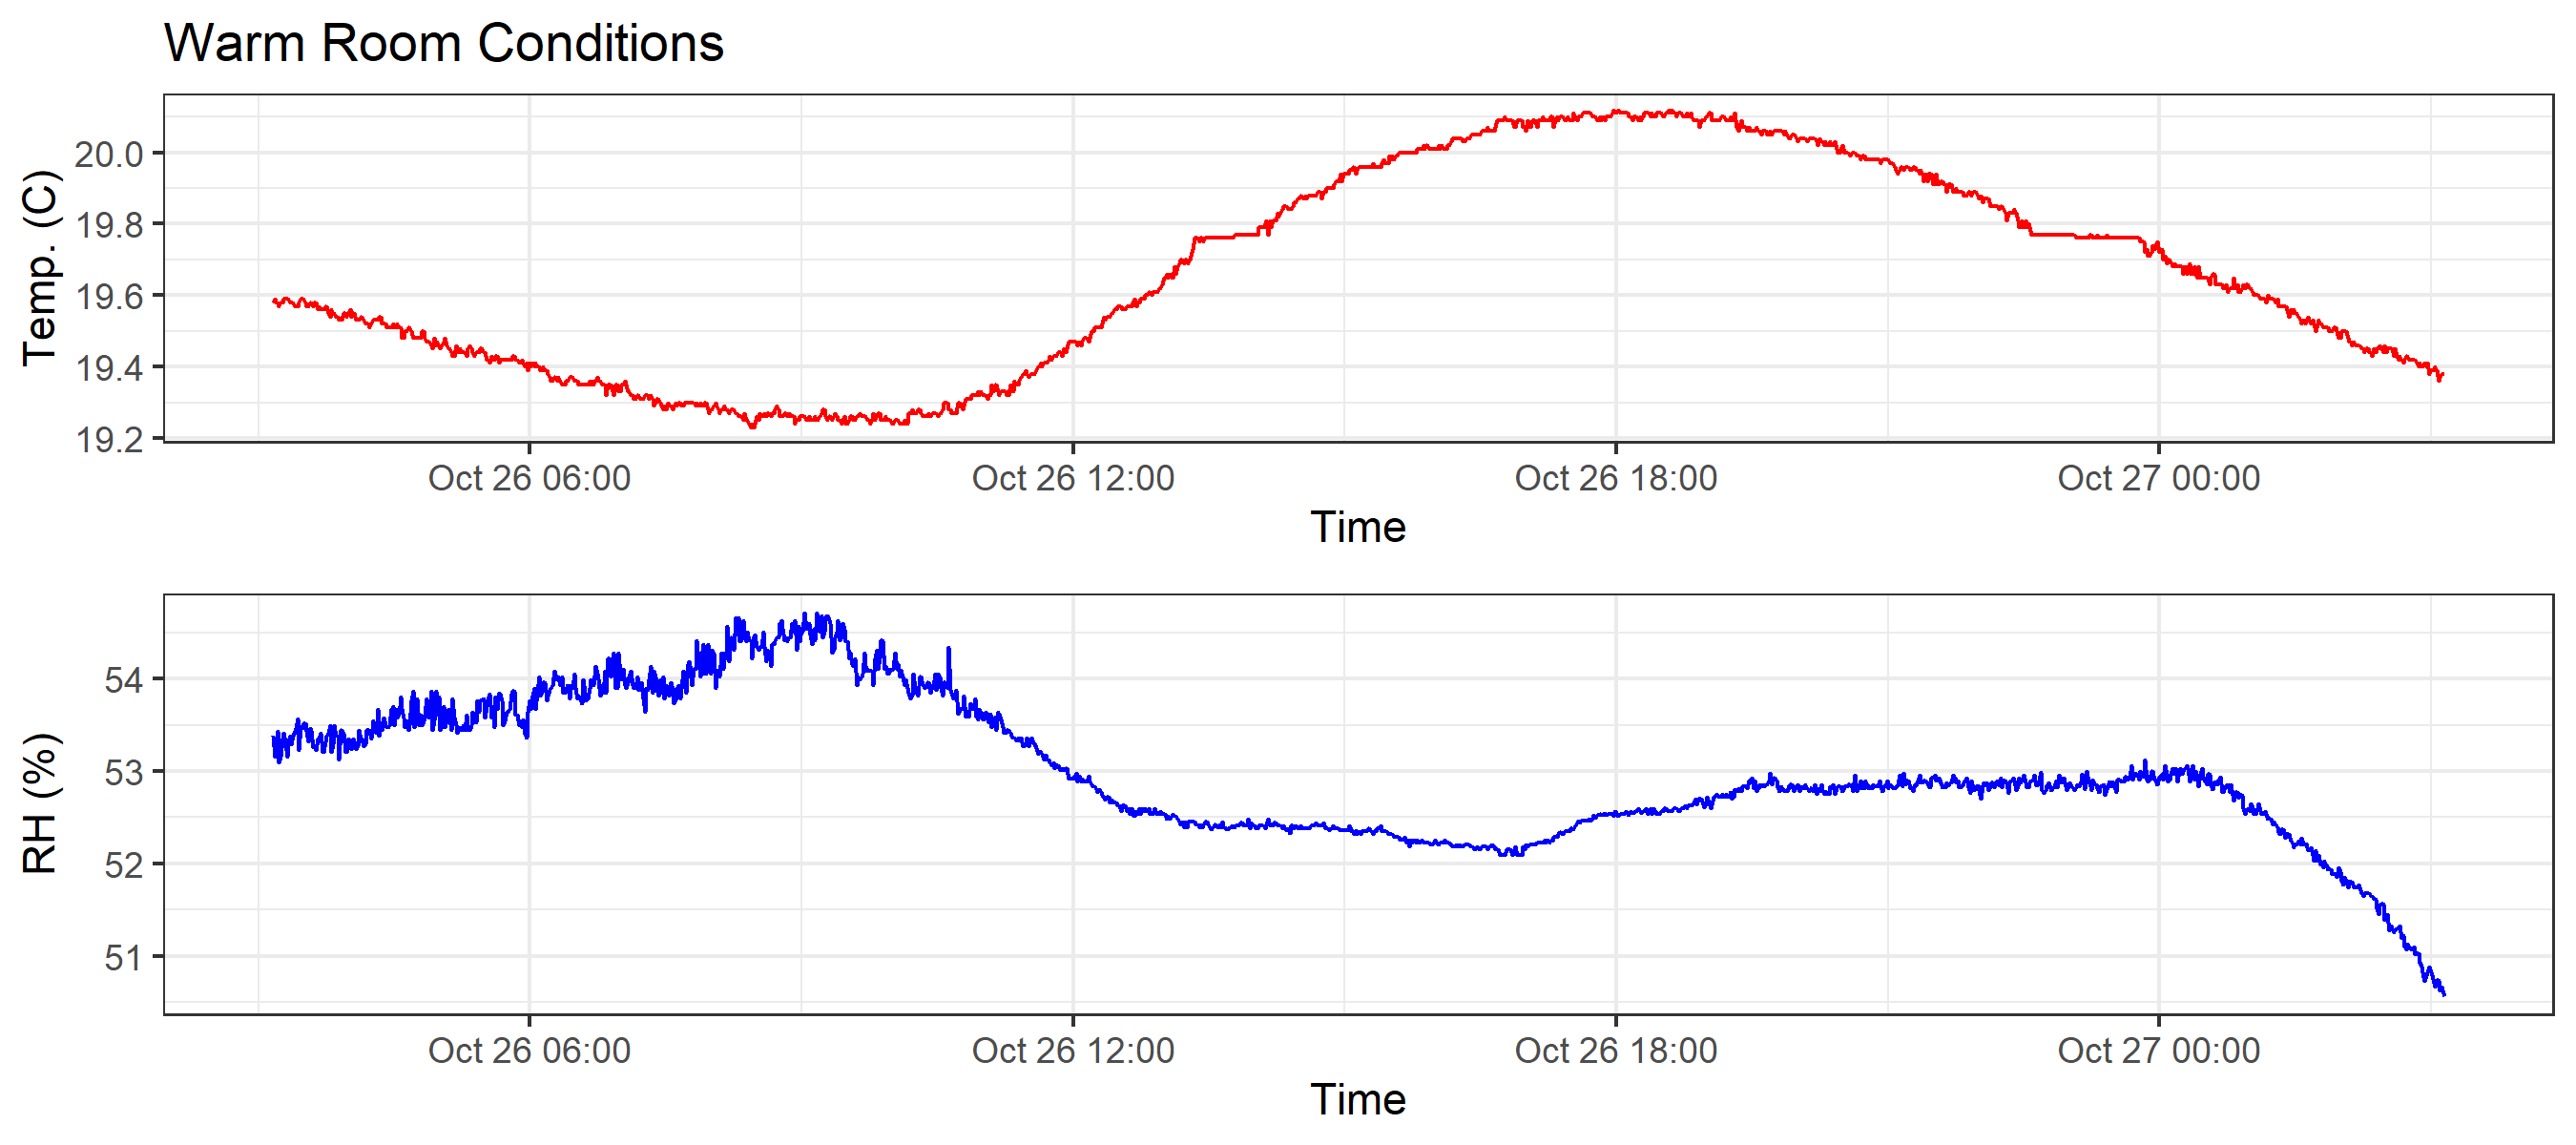 Warm Room Conditions
Temp. (C)
20.0
19.8
19.6
19.4
19.2
Oct 26 06:00 Oct 26 12:00 Oct 26 18:00 Oct 27 00:00
Time
RH (%)
54
53
52
51
Oct 26 06:00 Oct 26 12:00 Oct 26 18:00 Oct 27 00:00
Time